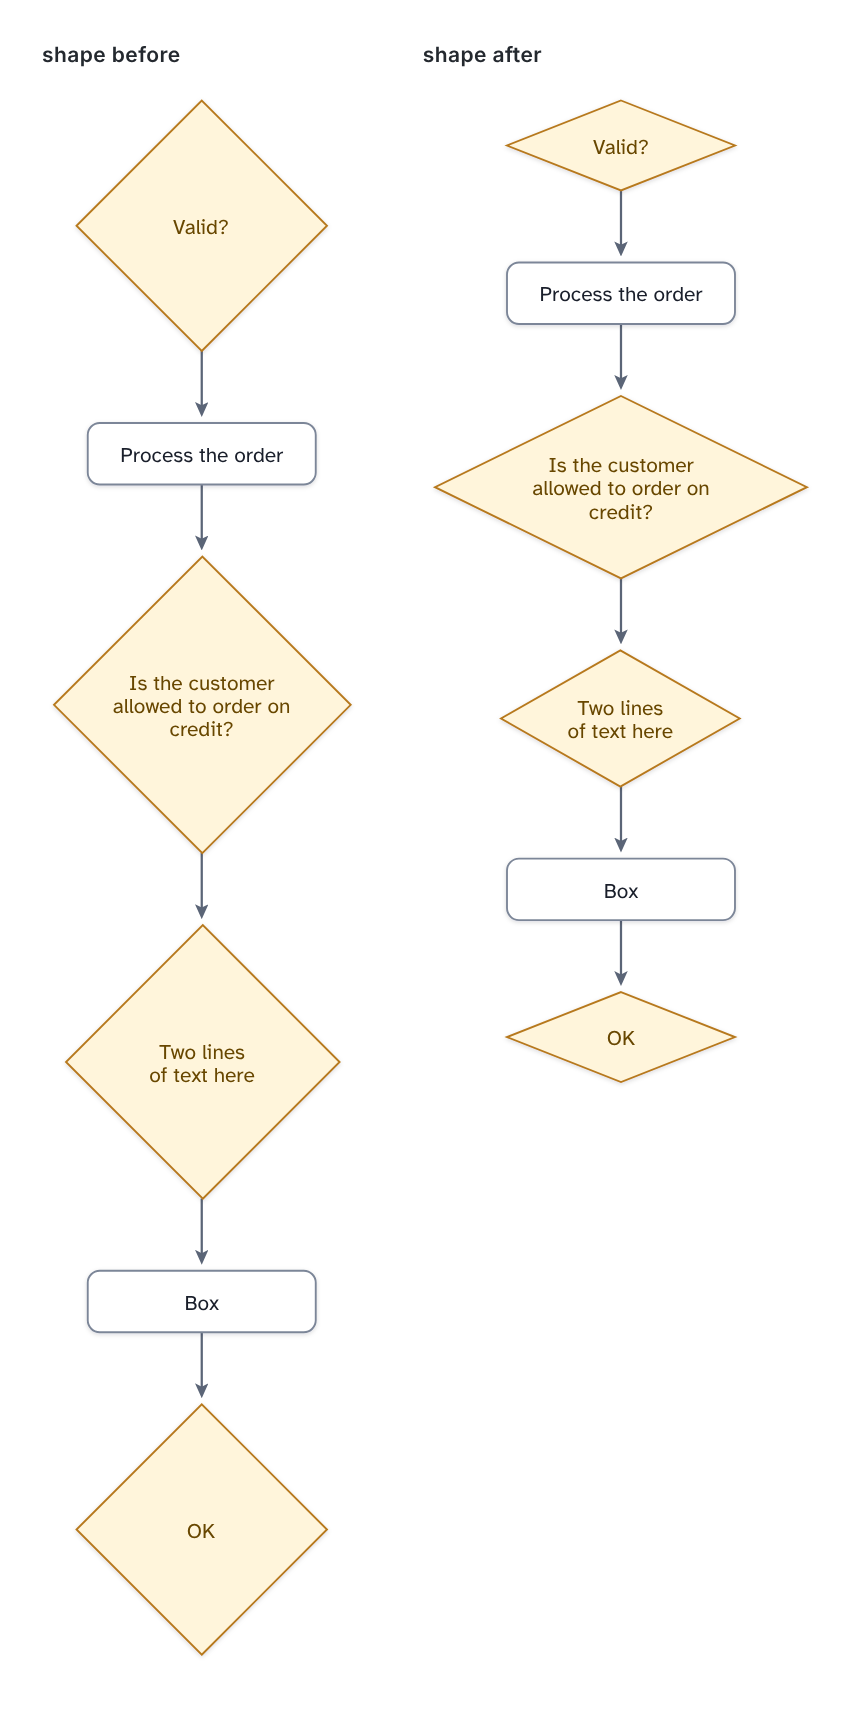 shape before
Valid?
Process the order
Is the customer
allowed to order on
credit?
Two lines
of text here
Box
OK
shape after
Valid?
Process the order
Is the customer
allowed to order on
credit?
Two lines
of text here
Box
OK